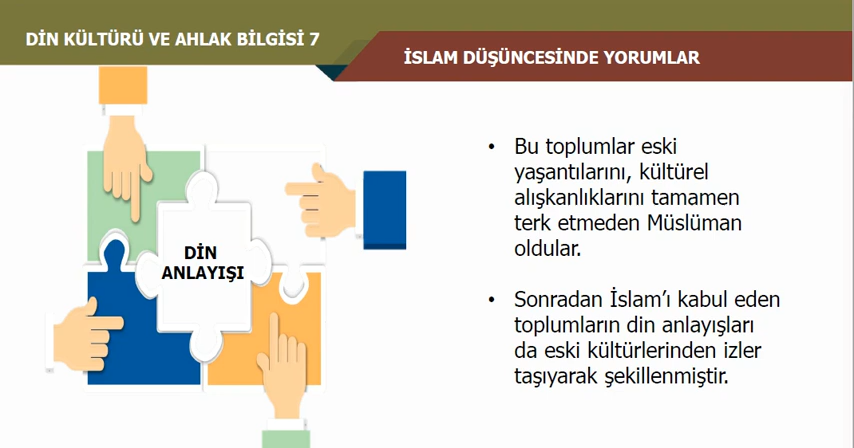 DİN KÜLTÜRÜ VE AHLAK BİLGİSİ 7
İSLAM DÜŞÜNCESİNDE YORUMLAR
DİN
ANLAYIŞI
• Bu toplumlar eski
yaşantılarını, kültürel
alışkanlıklarını tamamen
terk etmeden Müslüman
oldular.
• Sonradan İslam’ı kabul eden
toplumların din anlayışları
da eski kültürlerinden izler
taşıyarak şekillenmiştir.